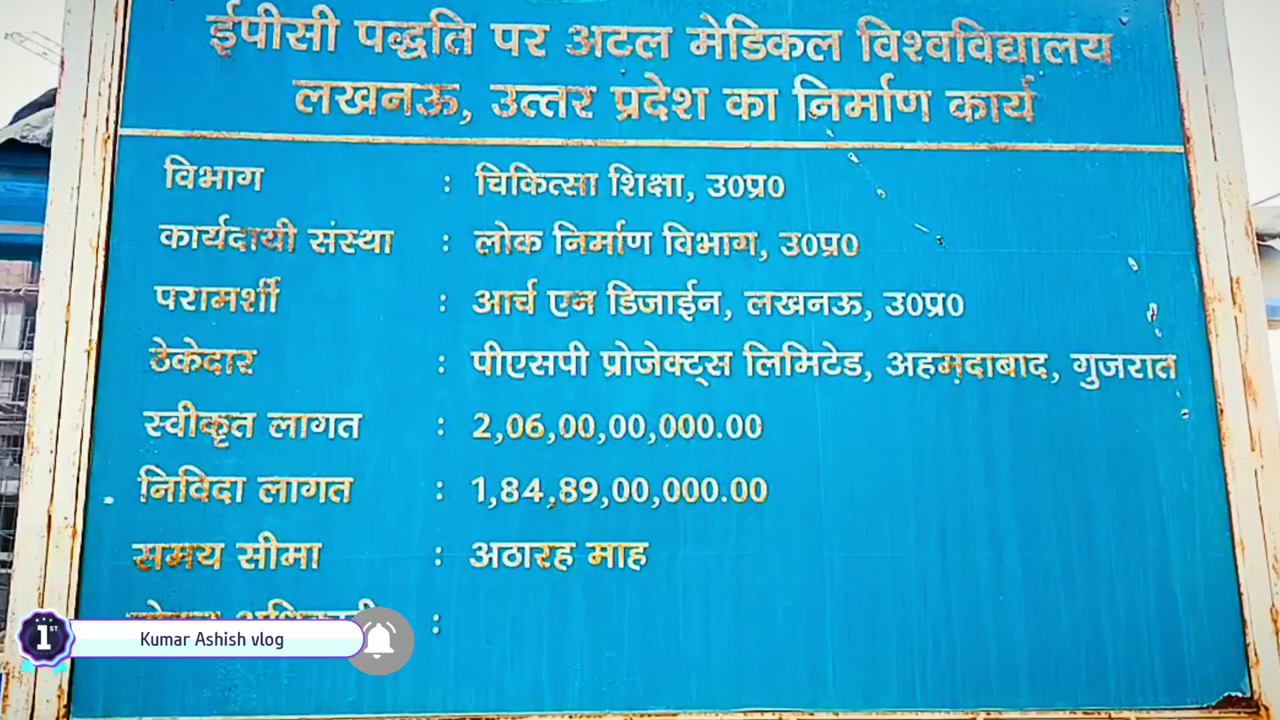 ईपीसी पद्धति पर अटल मेडिकल विश्वविद्यालय
लखनऊ, उत्तर प्रदेश का निर्माण कार्य
विभाग : चिकित्सा शिक्षा, उ0प्र0
कार्यदायी संस्था : लोक निर्माण विभाग, उ0प्र0
परामर्शी : आर्च एन डिजाईन, लखनऊ, उ0प्र0
ठेकेदार : पीएसपी प्रोजेक्ट्स लिमिटेड, अहमदाबाद, गुजरात
स्वीकृत लागत : 2,06,00,00,000.00
निविदा लागत : 1,84,89,00,000.00
समय सीमा : अठारह माह
:
1ST
Kumar Ashish vlog